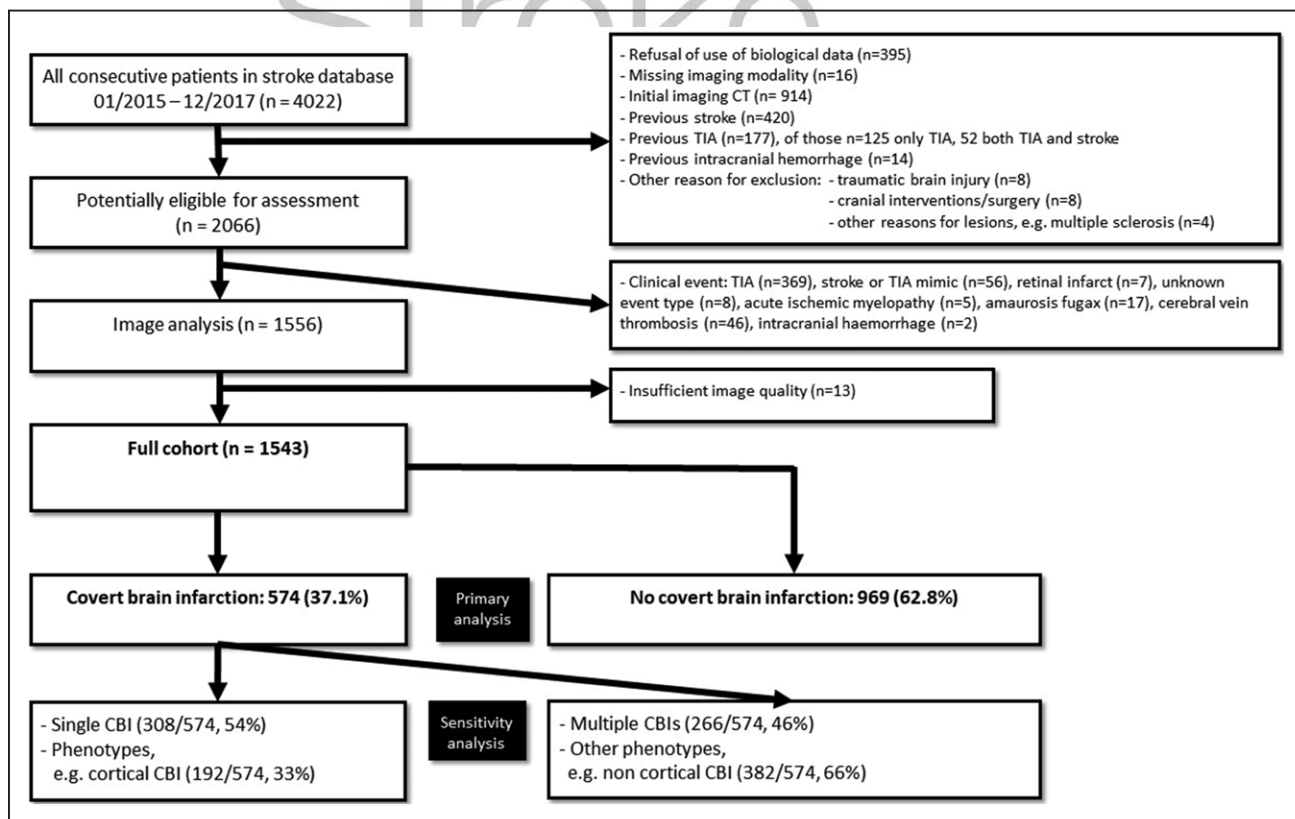 Stroke
All consecutive patients in stroke database
01/2015 – 12/2017 (n = 4022)
- Refusal of use of biological data (n=395)
- Missing imaging modality (n=16)
- Initial imaging CT (n= 914)
- Previous stroke (n=420)
- Previous TIA (n=177), of those n=125 only TIA, 52 both TIA and stroke
- Previous intracranial hemorrhage (n=14)
- Other reason for exclusion: - traumatic brain injury (n=8)
- cranial interventions/surgery (n=8)
- other reasons for lesions, e.g. multiple sclerosis (n=4)
Potentially eligible for assessment
(n = 2066)
- Clinical event: TIA (n=369), stroke or TIA mimic (n=56), retinal infarct (n=7), unknown
event type (n=8), acute ischemic myelopathy (n=5), amaurosis fugax (n=17), cerebral vein
thrombosis (n=46), intracranial haemorrhage (n=2)
Image analysis (n = 1556)
- Insufficient image quality (n=13)
Full cohort (n = 1543)
Covert brain infarction: 574 (37.1%)
Primary
analysis
No covert brain infarction: 969 (62.8%)
- Single CBI (308/574, 54%)
- Phenotypes,
e.g. cortical CBI (192/574, 33%)
Sensitivity
analysis
- Multiple CBIs (266/574, 46%)
- Other phenotypes,
e.g. non cortical CBI (382/574, 66%)